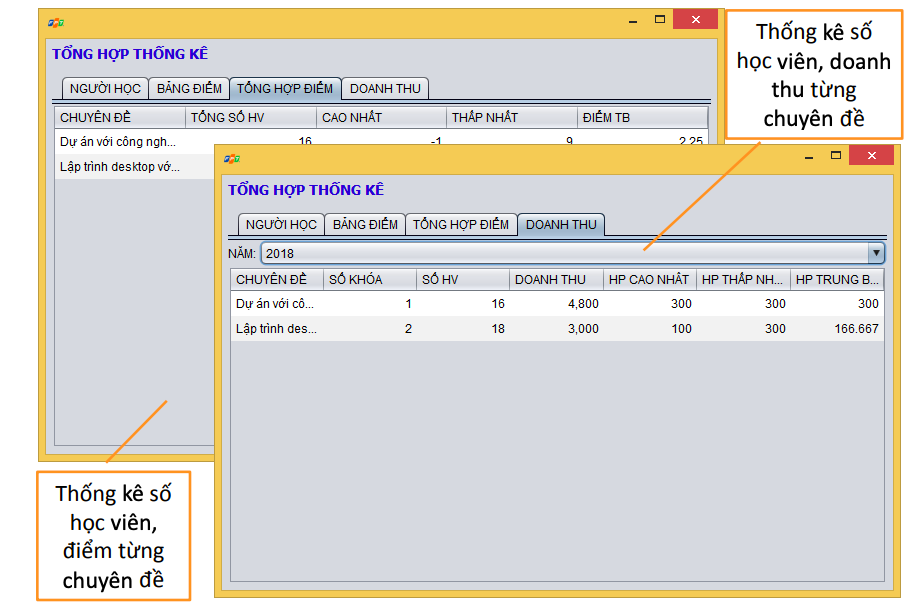 TỔNG HỢP THỐNG KÊ
NGƯỜI HỌC BẢNG ĐIỂM TỔNG HỢP ĐIỂM DOANH THU
CHUYÊN ĐỀ TỔNG SỐ HV CAO NHẤT THẤP NHẤT ĐIỂM TB
Dự án với công ngh... 16 -1 9 2.25
Lập trình desktop vớ...
Thống kê số
học viên, doanh
thu từng
chuyên đề
TỔNG HỢP THỐNG KÊ
NGƯỜI HỌC BẢNG ĐIỂM TỔNG HỢP ĐIỂM DOANH THU
NĂM: 2018
CHUYÊN ĐỀ SỐ KHÓA SỐ HV DOANH THU HP CAO NHẤT HP THẤP NH... HP TRUNG B...
Dự án với cô... 1 16 4,800 300 300 300
Lập trình des... 2 18 3,000 100 300 166.667
Thống kê số
học viên,
điểm từng
chuyên đề